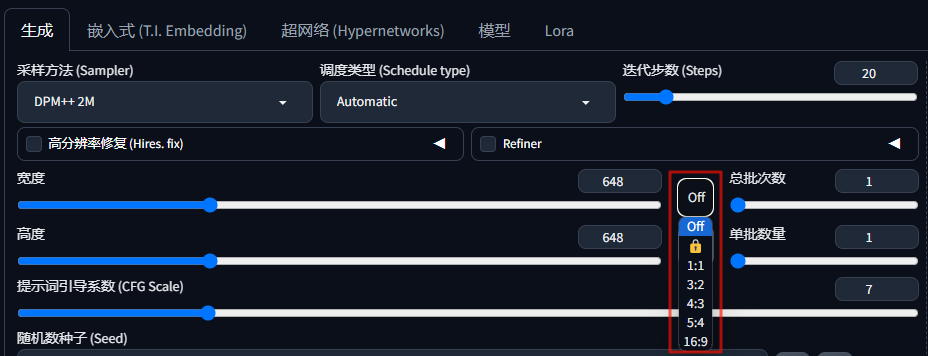 生成 嵌入式 (T.I. Embedding) 超网络 (Hypernetworks) 模型 Lora
采样方法 (Sampler) 调度类型 (Schedule type) 迭代步数 (Steps) 20
DPM++ 2M Automatic
高分辨率修复 (Hires. fix) Refiner
宽度 648 总批次数 1
Off
Off
高度 648 单批数量 1
1:1
3:2
提示词引导系数 (CFG Scale) 7
4:3
5:4
随机数种子 (Seed) 16:9